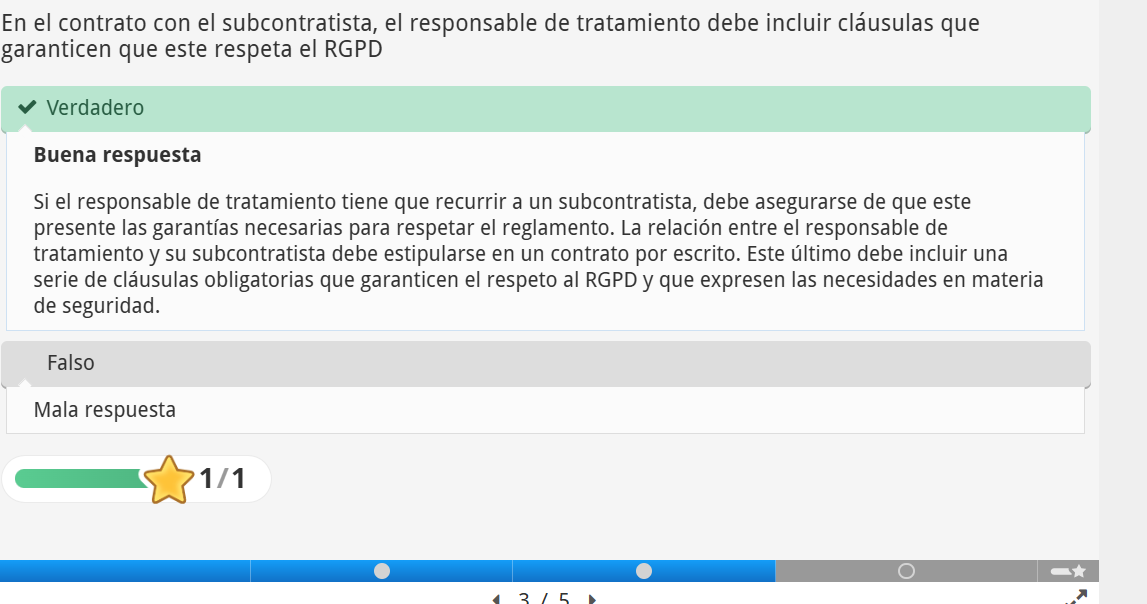 En el contrato con el subcontratista, el responsable de tratamiento debe incluir cláusulas que
garanticen que este respeta el RGPD
Verdadero
Buena respuesta
Si el responsable de tratamiento tiene que recurrir a un subcontratista, debe asegurarse de que este
presente las garantías necesarias para respetar el reglamento. La relación entre el responsable de
tratamiento y su subcontratista debe estipularse en un contrato por escrito. Este último debe incluir una
serie de cláusulas obligatorias que garanticen el respeto al RGPD y que expresen las necesidades en materia
de seguridad.
Falso
Mala respuesta
1/1
3 / 5